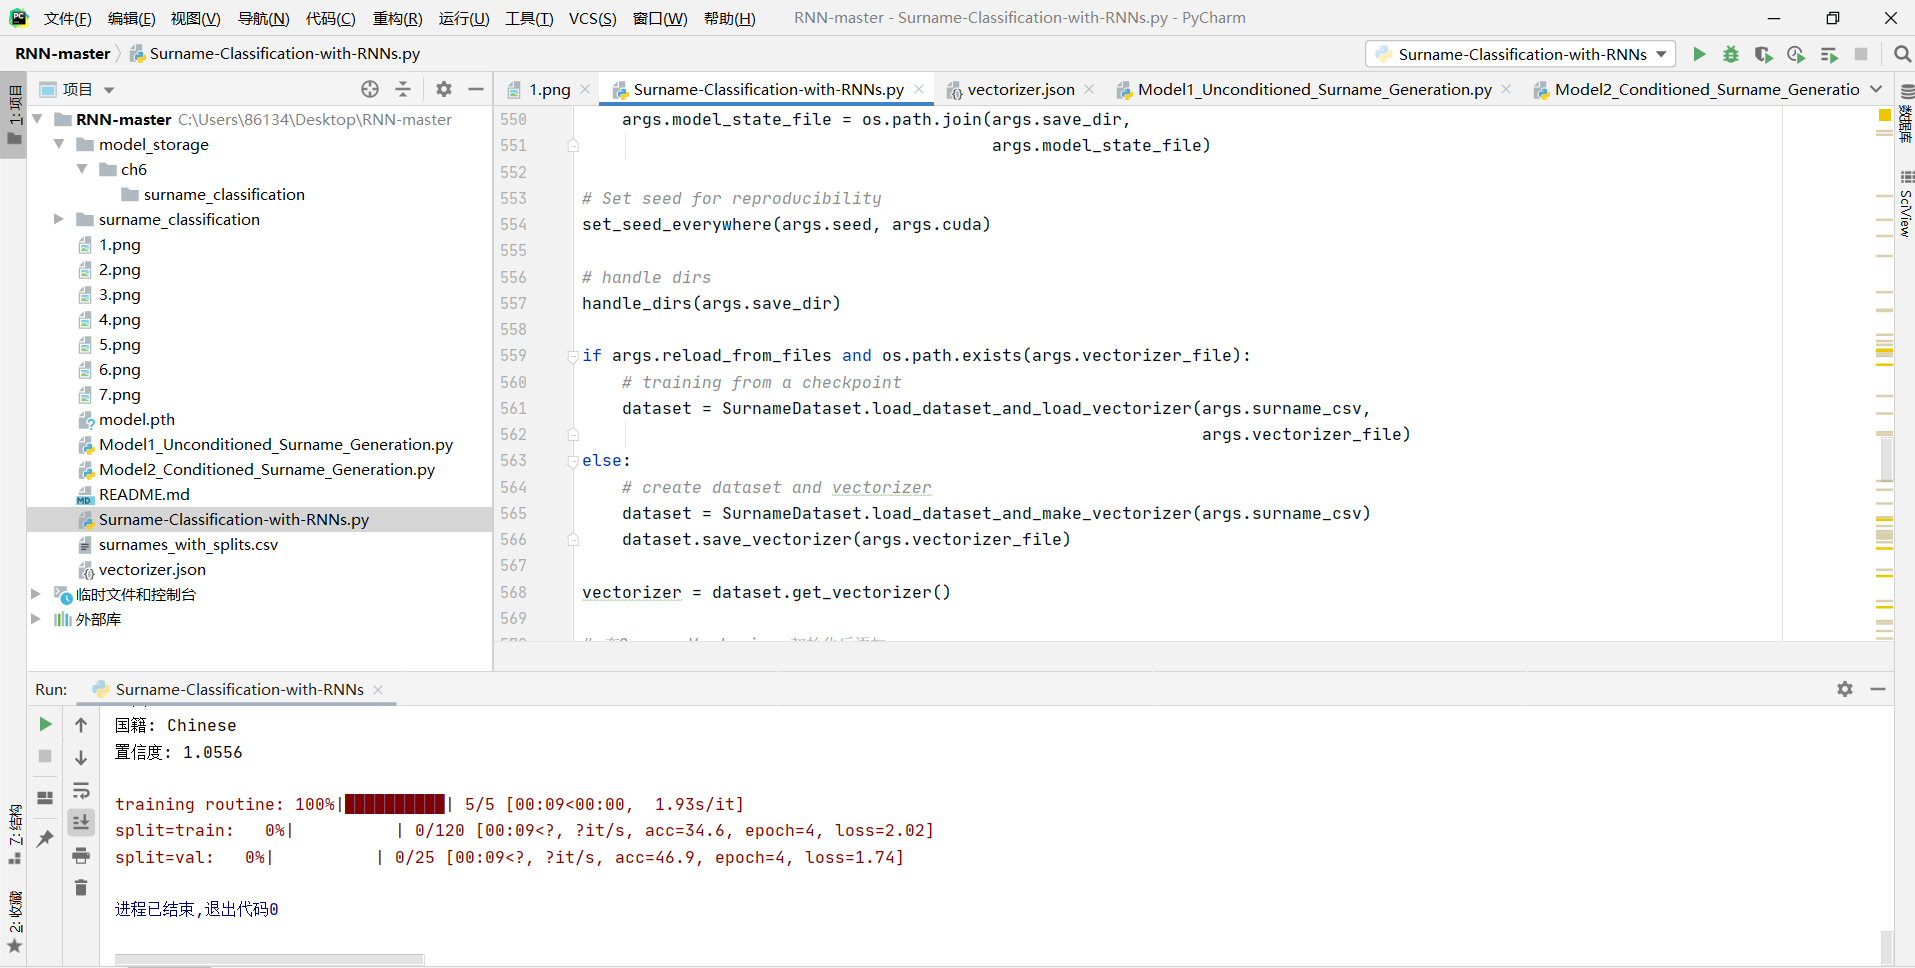 文件(F) 编辑(E) 视图(V) 导航(N) 代码(C) 重构(R) 运行(U) 工具(T) VCS(S) 窗口(W) 帮助(H) RNN-master - Surname-Classification-with-RNNs.py - PyCharm
RNN-master Surname-Classification-with-RNNs.py Surname-Classification-with-RNNs
1: 项目
项目
1.png Surname-Classification-with-RNNs.py vectorizer.json Model1_Unconditioned_Surname_Generation.py Model2_Conditioned_Surname_Generatio
数据库
SciView
RNN-master C:\Users\86134\Desktop\RNN-master
model_storage
ch6
surname_classification
surname_classification
1.png
2.png
3.png
4.png
5.png
6.png
7.png
model.pth
Model1_Unconditioned_Surname_Generation.py
Model2_Conditioned_Surname_Generation.py
README.md
Surname-Classification-with-RNNs.py
surnames_with_splits.csv
vectorizer.json
临时文件和控制台
外部库
550 args.model_state_file = os.path.join(args.save_dir,
551 args.model_state_file)
552
553 # Set seed for reproducibility
554 set_seed_everywhere(args.seed, args.cuda)
555
556 # handle dirs
557 handle_dirs(args.save_dir)
558
559 if args.reload_from_files and os.path.exists(args.vectorizer_file):
560 # training from a checkpoint
561 dataset = SurnameDataset.load_dataset_and_load_vectorizer(args.surname_csv,
562 args.vectorizer_file)
563 else:
564 # create dataset and vectorizer
565 dataset = SurnameDataset.load_dataset_and_make_vectorizer(args.surname_csv)
566 dataset.save_vectorizer(args.vectorizer_file)
567
568 vectorizer = dataset.get_vectorizer()
569
Run: Surname-Classification-with-RNNs
7: 结构
2: 收藏
国籍: Chinese
置信度: 1.0556
training routine: 100%|██████████| 5/5 [00:09<00:00, 1.93s/it]
split=train: 0%| | 0/120 [00:09<?, ?it/s, acc=34.6, epoch=4, loss=2.02]
split=val: 0%| | 0/25 [00:09<?, ?it/s, acc=46.9, epoch=4, loss=1.74]
进程已结束,退出代码0